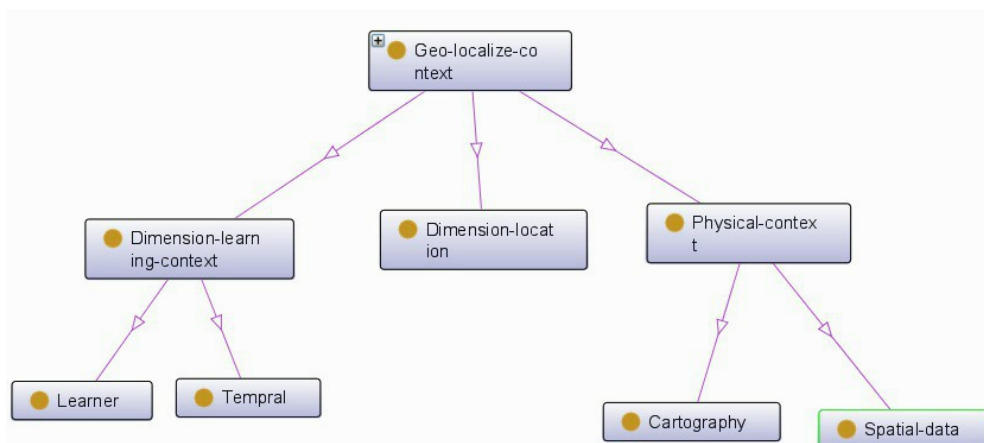 Geo-localize-co
ntext
Dimension-learn
ing-context
Dimension-locat
ion
Physical-contex
t
Learner
Tempral
Cartography
Spatial-data